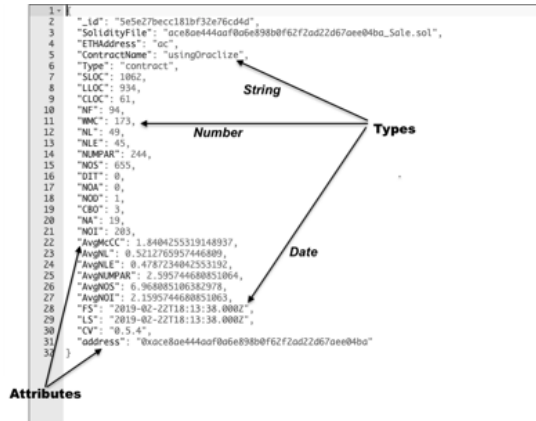 1 {
2 "_id": "5e5e27becc181bf32e76cd4d",
3 "SolidityFile": "ace8ae444aaf0a6e898b0f62f2ad22d67aee04ba_Sale.sol",
4 "ETHAddress": "ac",
5 "ContractName": "usingOraclize",
6 "Type": "contract",
7 "SLOC": 1062,
8 "LLOC": 934,
9 "CLOC": 61,
10 "NF": 94,
11 "WMC": 173,
12 "NL": 49,
13 "NLE": 45,
14 "NUMPAR": 244,
15 "NOS": 655,
16 "DIT": 0,
17 "NOA": 0,
18 "NOD": 1,
19 "CBO": 3,
20 "NA": 19,
21 "NOI": 203,
22 "AvgMcCC": 1.8404255319148937,
23 "AvgNL": 0.5212765957446809,
24 "AvgNLE": 0.4787234042553192,
25 "AvgNUMPAR": 2.595744680851064,
26 "AvgNOS": 6.968085106382978,
27 "AvgNOI": 2.1595744680851063,
28 "FS": "2019-02-22T18:13:38.000Z",
29 "LS": "2019-02-22T18:13:38.000Z",
30 "CV": "0.5.4",
31 "address": "0xace8ae444aaf0a6e898b0f62f2ad22d67aee04ba"
32 }
String
Number
Types
Date
Attributes